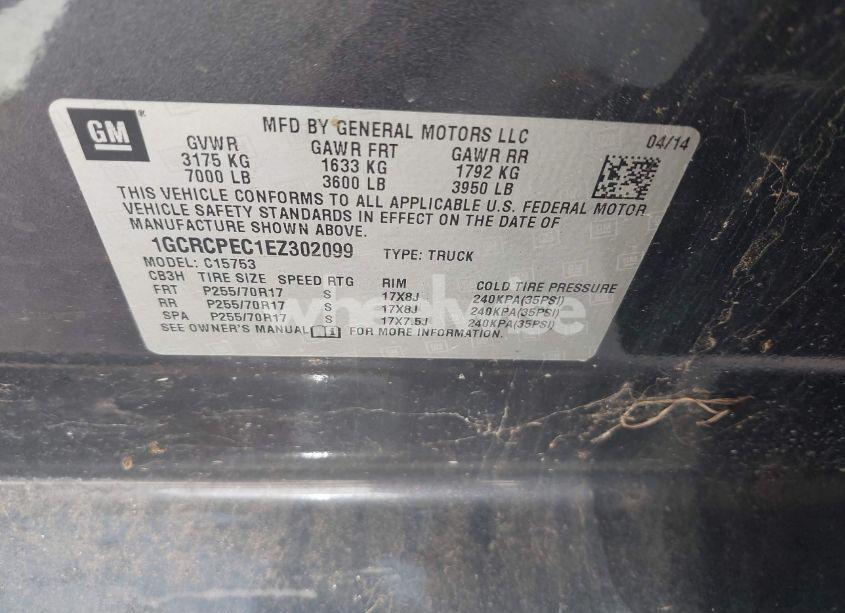 GM®
MFD BY GENERAL MOTORS LLC
04/14
GVWR GAWR FRT GAWR RR
3175 KG 1633 KG 1792 KG
7000 LB 3600 LB 3950 LB
THIS VEHICLE CONFORMS TO ALL APPLICABLE U.S. FEDERAL MOTOR
VEHICLE SAFETY STANDARDS IN EFFECT ON THE DATE OF
MANUFACTURE SHOWN ABOVE.
1GCRCPEC1EZ302099 TYPE: TRUCK
MODEL: C15753
CB3H TIRE SIZE SPEED RTG RIM COLD TIRE PRESSURE
FRT P255/70R17 S 17X8J 240KPA(35PSI)
RR P255/70R17 S 17X8J 240KPA(35PSI)
SPA P255/70R17 S 17X7.5J 240KPA(35PSI)
SEE OWNER'S MANUAL FOR MORE INFORMATION.